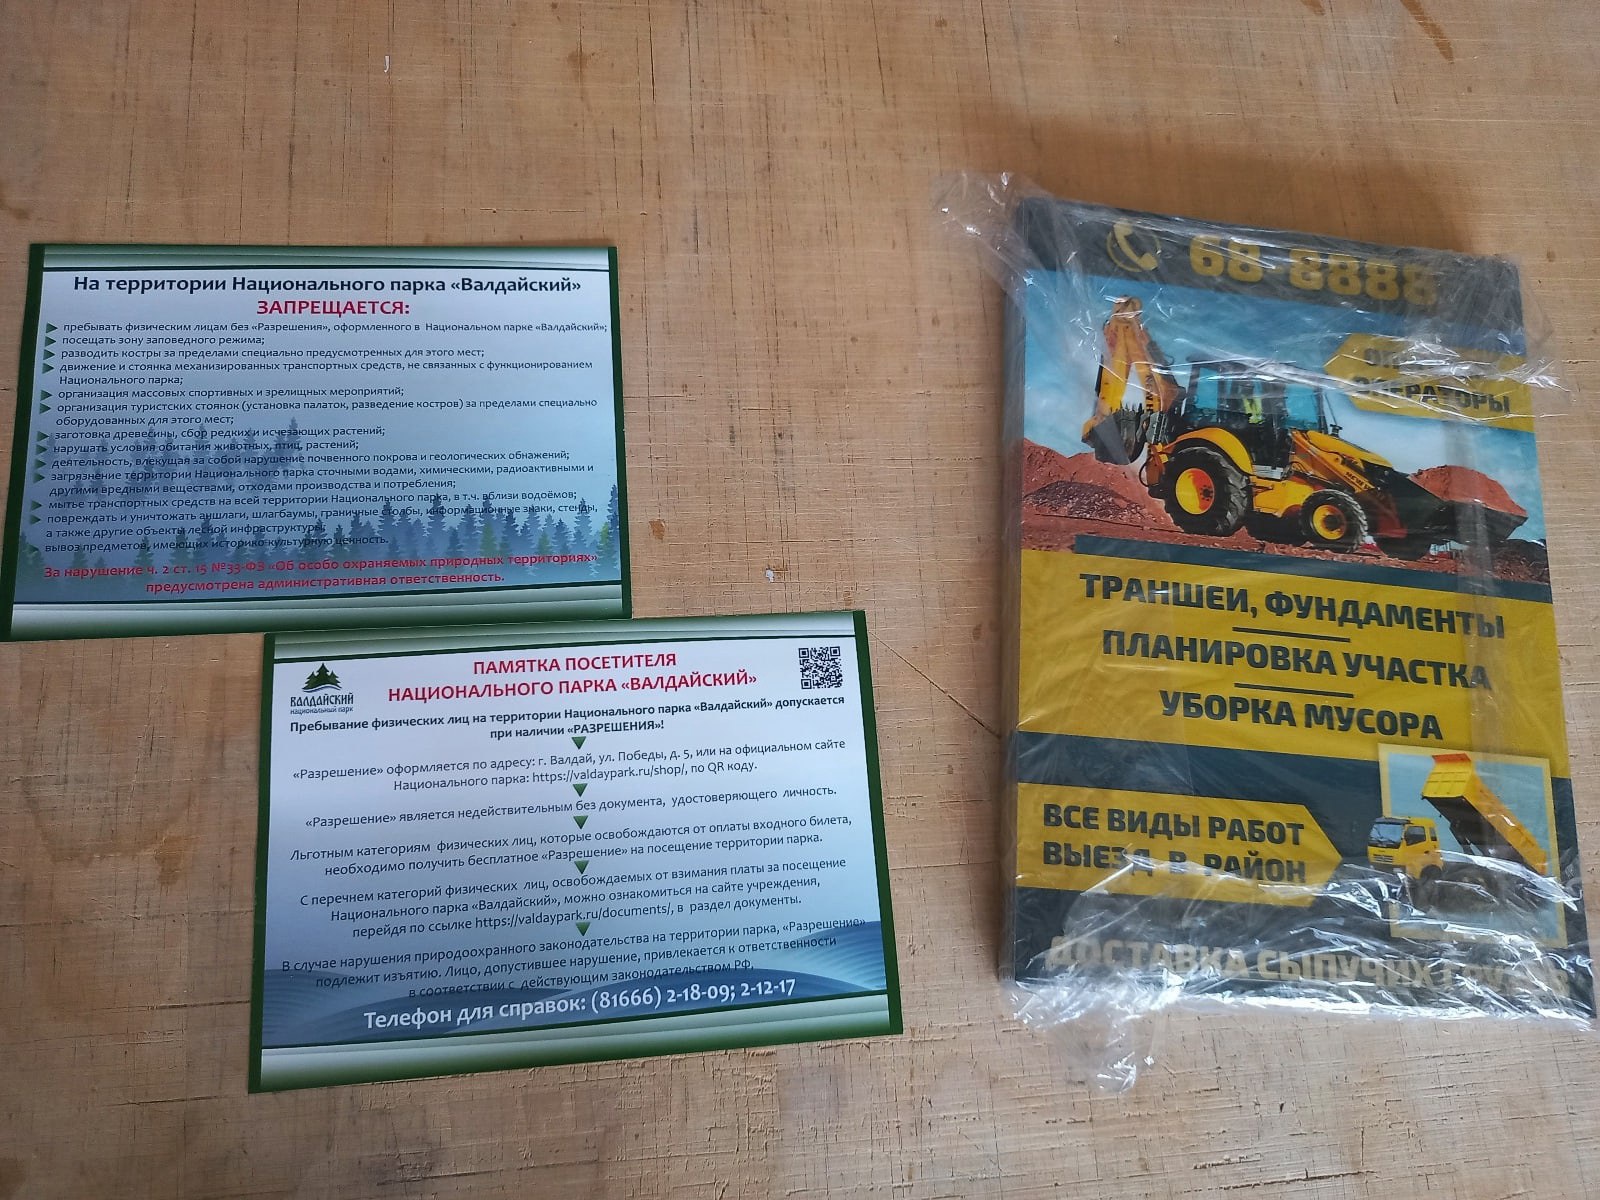 На территории Национального парка «Валдайский»
ЗАПРЕЩАЕТСЯ:
пребывать физическим лицам без «Разрешения», оформленного в Национальном парке «Валдайский»;
посещать зону заповедного режима;
разводить костры за пределами специально предусмотренных для этого мест;
движение и стоянка механизированных транспортных средств, не связанных с функционированием
Национального парка;
организация массовых спортивных и зрелищных мероприятий;
организация туристских стоянок (установка палаток, разведение костров) за пределами специально
оборудованных для этого мест;
заготовка древесины, сбор редких и исчезающих растений;
нарушать условия обитания животных, птиц, растений;
деятельность, влекущая за собой нарушение почвенного покрова и геологических обнажений;
загрязнение территории Национального парка сточными водами, химическими, радиоактивными и
другими вредными веществами, отходами производства и потребления;
мытье транспортных средств на всей территории Национального парка, в т.ч. вблизи водоёмов;
повреждать и уничтожать аншлаги, шлагбаумы, граничные столбы, информационные знаки, стенды,
а также другие объекты лесной инфраструктуры;
вывоз предметов, имеющих историко-культурную ценность.
За нарушение ч. 2 ст. 15 №33-ФЗ «Об особо охраняемых природных территориях»
предусмотрена административная ответственность.
ВАЛДАЙСКИЙ
национальный парк
ПАМЯТКА ПОСЕТИТЕЛЯ
НАЦИОНАЛЬНОГО ПАРКА «ВАЛДАЙСКИЙ»
Пребывание физических лиц на территории Национального парка «Валдайский» допускается
при наличии «РАЗРЕШЕНИЯ»!
«Разрешение» оформляется по адресу: г. Валдай, ул. Победы, д. 5, или на официальном сайте
Национального парка: https://valdaypark.ru/shop/, по QR коду.
«Разрешение» является недействительным без документа, удостоверяющего личность.
Льготным категориям физических лиц, которые освобождаются от оплаты входного билета,
необходимо получить бесплатное «Разрешение» на посещение территории парка.
С перечнем категорий физических лиц, освобождаемых от взимания платы за посещение
Национального парка «Валдайский», можно ознакомиться на сайте учреждения,
перейдя по ссылке https://valdaypark.ru/documents/, в раздел документы.
В случае нарушения природоохранного законодательства на территории парка, «Разрешение»
подлежит изъятию. Лицо, допустившее нарушение, привлекается к ответственности
в соответствии с действующим законодательством РФ.
Телефон для справок: (81666) 2-18-09; 2-12-17
68-8888
ОПЕРАТОРЫ
ТРАНШЕИ, ФУНДАМЕНТЫ
ПЛАНИРОВКА УЧАСТКА
УБОРКА МУСОРА
ВСЕ ВИДЫ РАБОТ
ВЫЕЗД В РАЙОН
ДОСТАВКА СЫПУЧИХ ГРУЗОВ